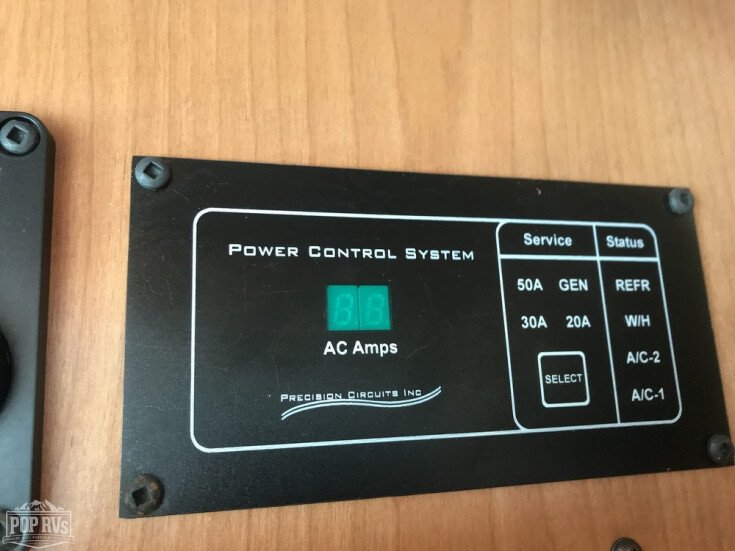 POWER CONTROL SYSTEM
AC Amps
PRECISION CIRCUITS INC
Service
50A GEN
30A 20A
SELECT
Status
REFR
W/H
A/C-2
A/C-1
POP RVs